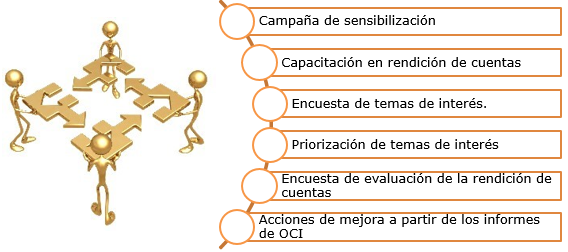 Campaña de sensibilización
Capacitación en rendición de cuentas
Encuesta de temas de interés.
Priorización de temas de interés
Encuesta de evaluación de la rendición de
cuentas
Acciones de mejora a partir de los informes
de OCI